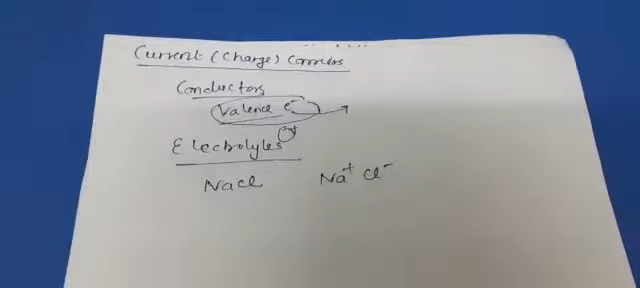 Current (Charge) Carriers
Conductors
Valence e⁻
Electrolytes
NaCl Na⁺ Cl⁻